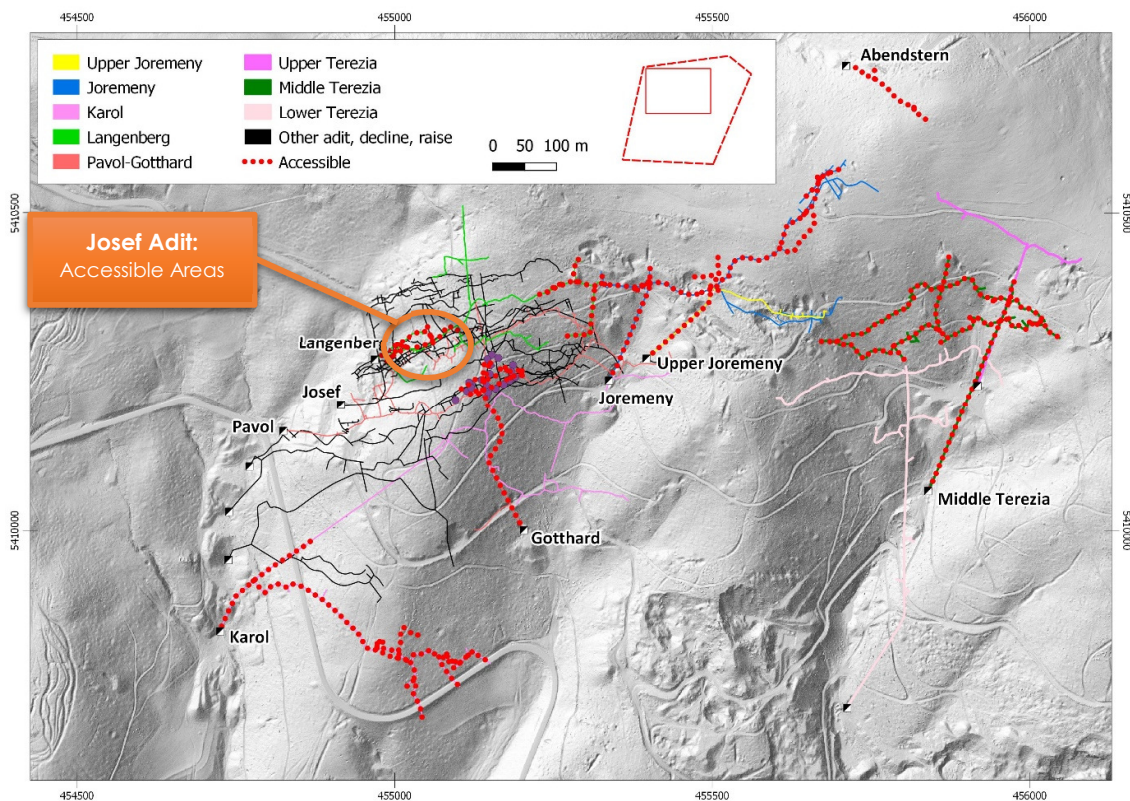 454500
455000
455500
456000
Upper Joremeny
Joremeny
Karol
Langenberg
Pavol-Gotthard
Upper Terezia
Middle Terezia
Lower Terezia
Other adit, decline, raise
Accessible
0 50 100 m
Abendstern
5410500
5410500
Josef Adit:
Accessible Areas
Langenber
Upper Joremeny
Josef
Joremeny
Pavol
Middle Terezia
Gotthard
5410000
5410000
Karol
454500
455000
455500
456000